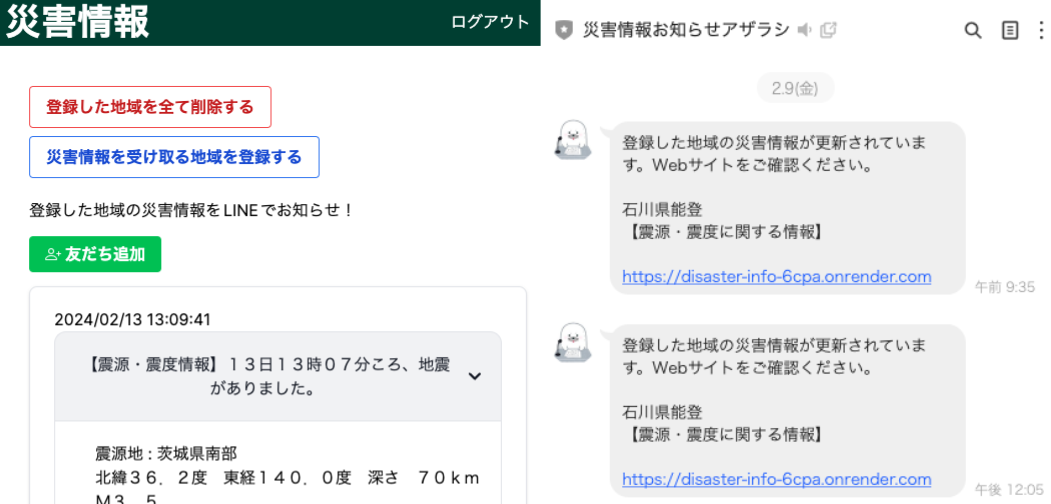 災害情報
ログアウト
登録した地域を全て削除する
災害情報を受け取る地域を登録する
登録した地域の災害情報をLINEでお知らせ！
友だち追加
2024/02/13 13:09:41
【震源・震度情報】１３日１３時０７分ころ、地震
がありました。
震源地 : 茨城県南部
北緯３６．２度　東経１４０．０度　深さ　７０ｋｍ
Ｍ３．５
災害情報お知らせアザラシ
2.9(金)
登録した地域の災害情報が更新されていま
す。Webサイトをご確認ください。
石川県能登
【震源・震度に関する情報】
https://disaster-info-6cpa.onrender.com
午前 9:35
登録した地域の災害情報が更新されていま
す。Webサイトをご確認ください。
石川県能登
【震源・震度に関する情報】
https://disaster-info-6cpa.onrender.com
午後 12:05